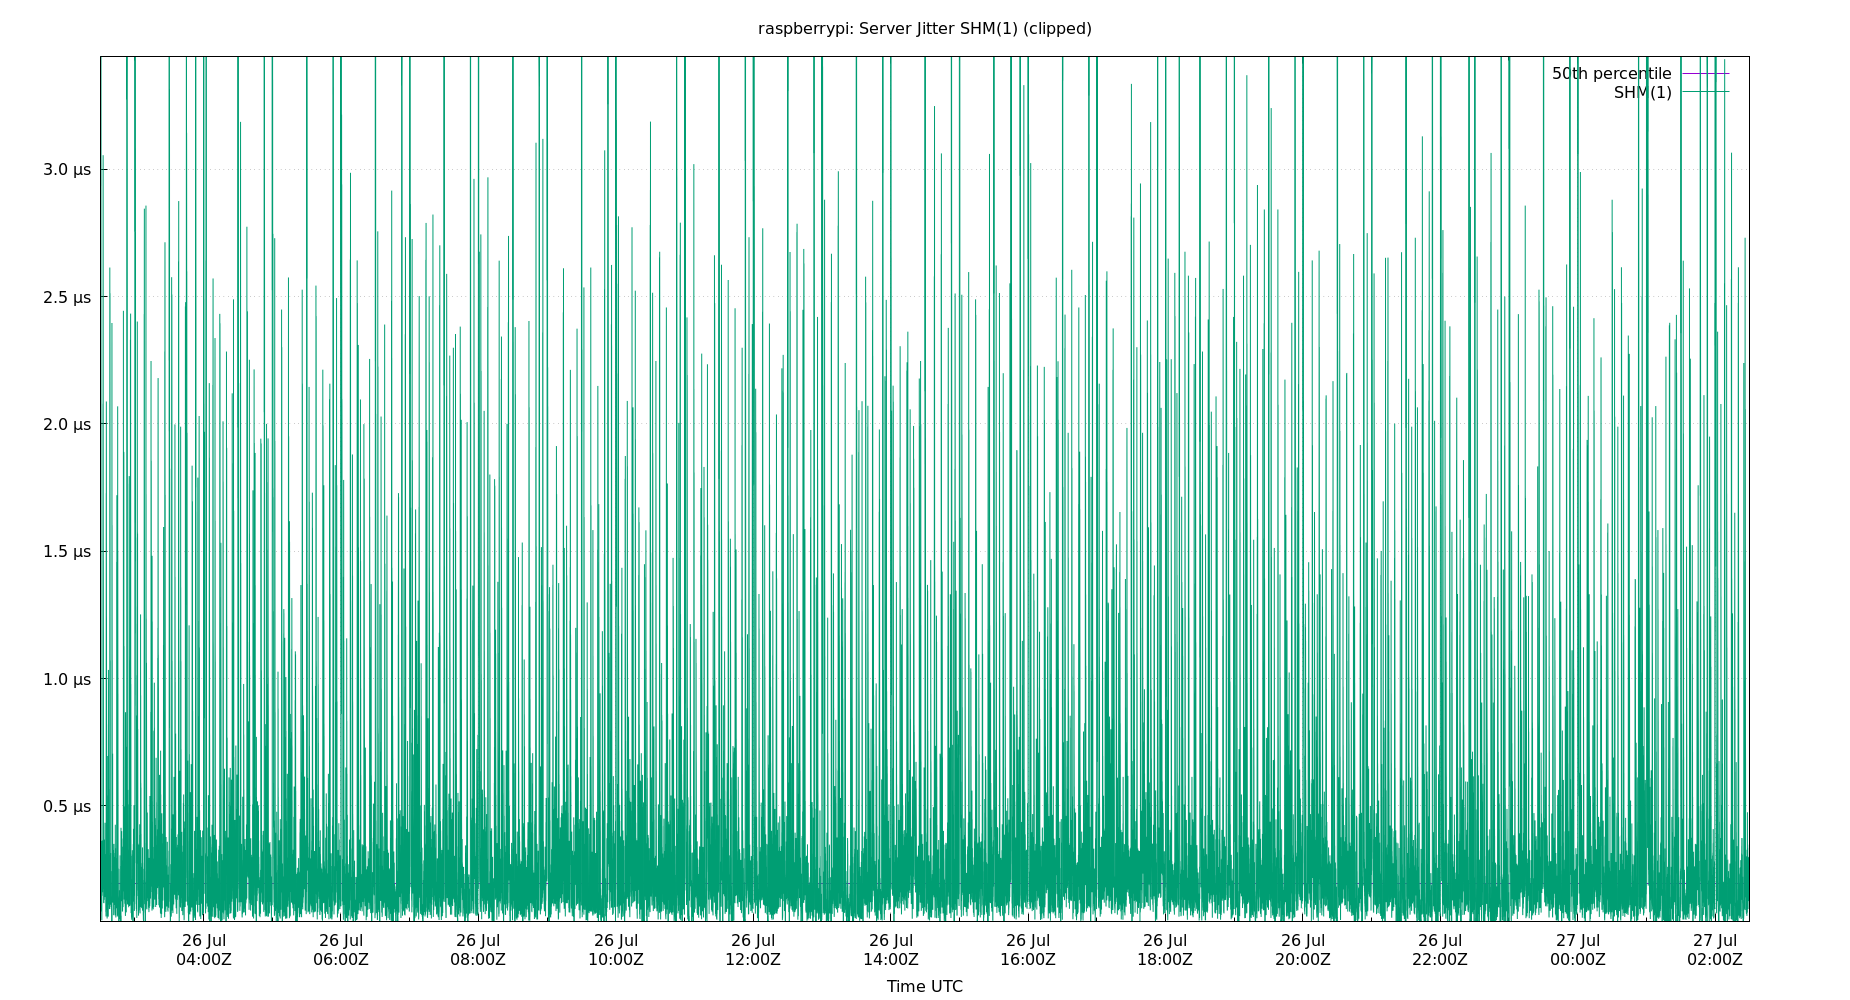 raspberrypi: Server Jitter SHM(1) (clipped)
50th percentile
SHM(1)
3.0 µs
2.5 µs
2.0 µs
1.5 µs
1.0 µs
0.5 µs
26 Jul 26 Jul 26 Jul 26 Jul 26 Jul 26 Jul 26 Jul 26 Jul 26 Jul 26 Jul 27 Jul 27 Jul
04:00Z 06:00Z 08:00Z 10:00Z 12:00Z 14:00Z 16:00Z 18:00Z 20:00Z 22:00Z 00:00Z 02:00Z
Time UTC